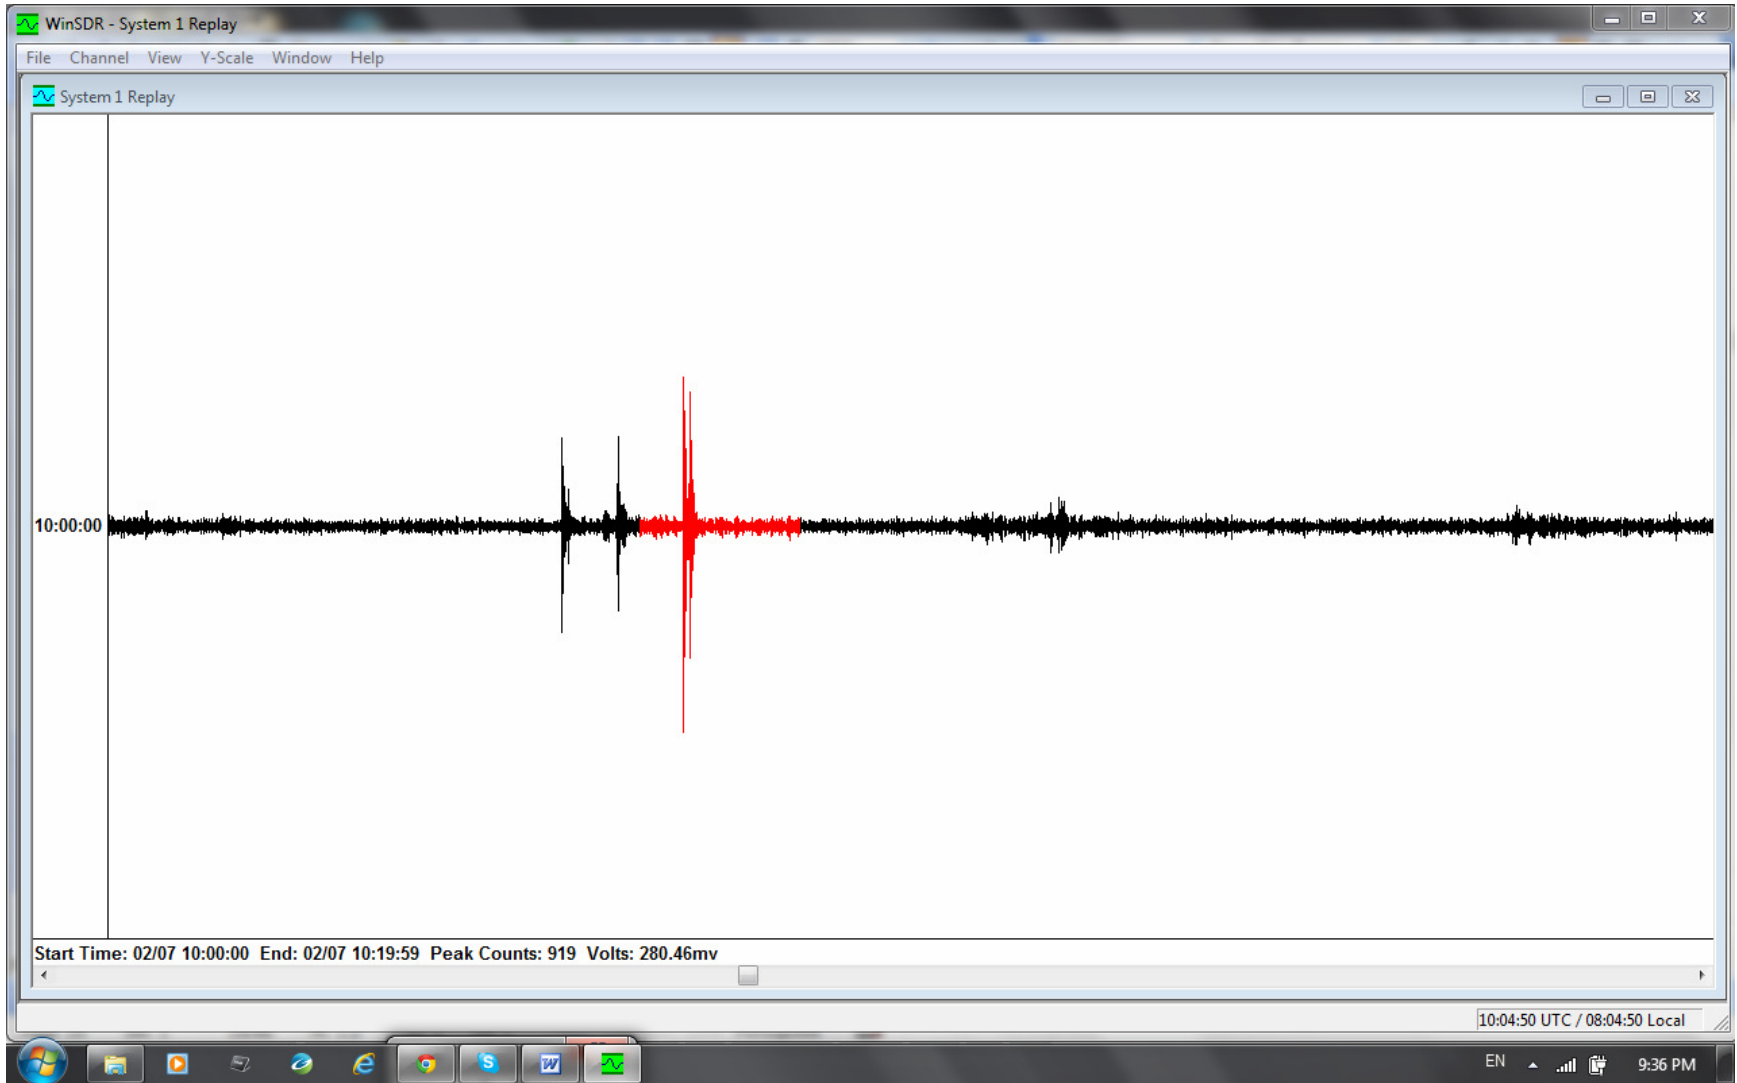 WinSDR - System 1 Replay
File Channel View Y-Scale Window Help
System 1 Replay
10:00:00
Start Time: 02/07 10:00:00 End: 02/07 10:19:59 Peak Counts: 919 Volts: 280.46mv
10:04:50 UTC / 08:04:50 Local
EN 9:36 PM